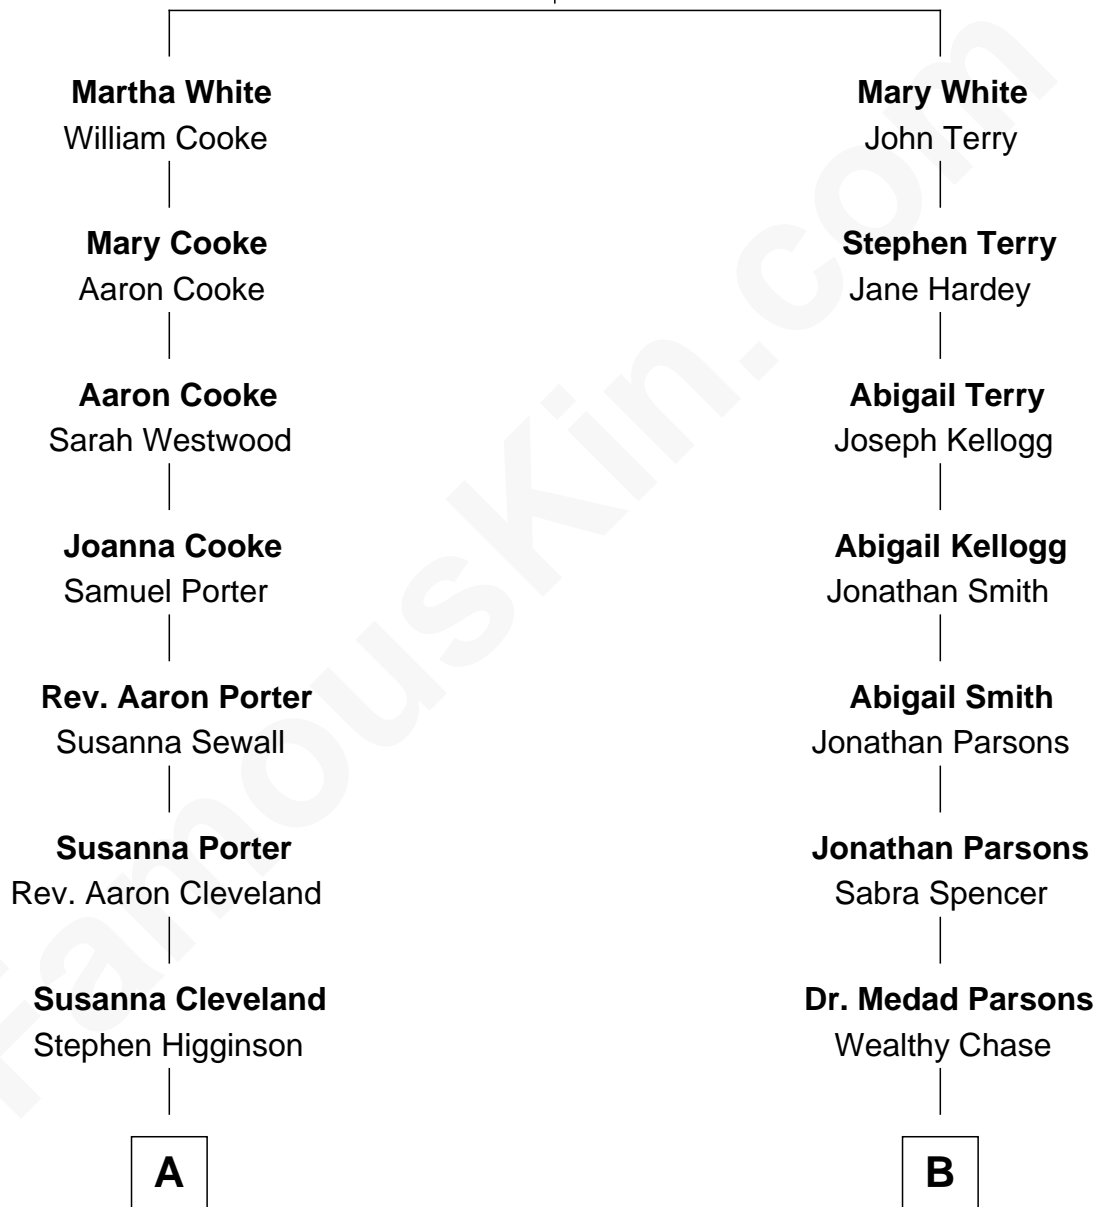 Martha White
William Cooke
Mary White
John Terry
Mary Cooke
Aaron Cooke
Stephen Terry
Jane Hardey
Aaron Cooke
Sarah Westwood
Abigail Terry
Joseph Kellogg
Joanna Cooke
Samuel Porter
Abigail Kellogg
Jonathan Smith
Rev. Aaron Porter
Susanna Sewall
Abigail Smith
Jonathan Parsons
Susanna Porter
Rev. Aaron Cleveland
Jonathan Parsons
Sabra Spencer
Susanna Cleveland
Stephen Higginson
Dr. Medad Parsons
Wealthy Chase
A
B
FamousKin.com